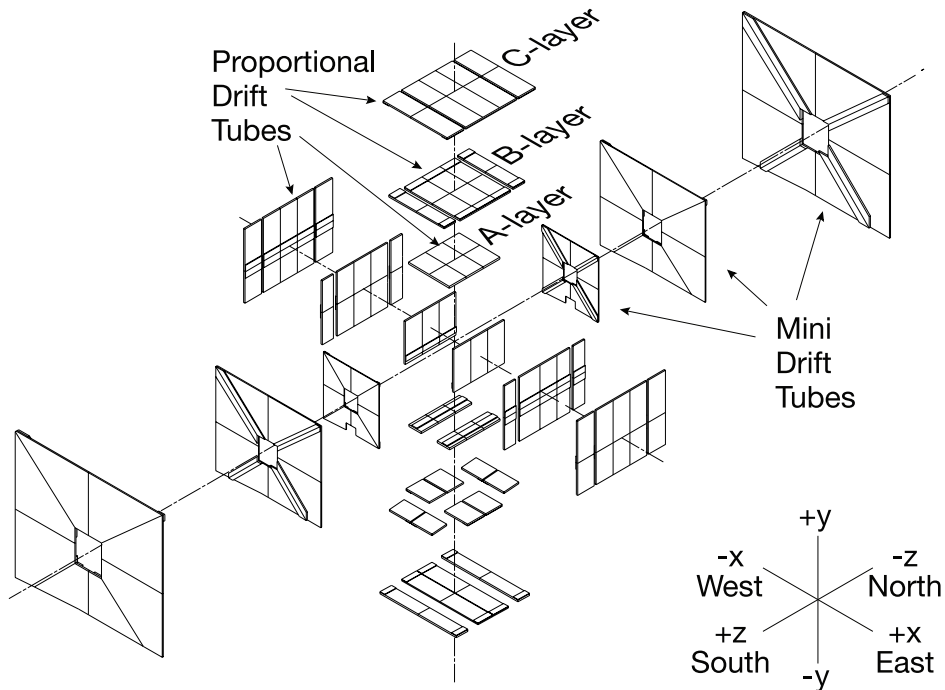 Proportional
Drift
Tubes
C-layer
B-layer
A-layer
Mini
Drift
Tubes
+y
-x
West
-z
North
+z
South
+x
East
-y